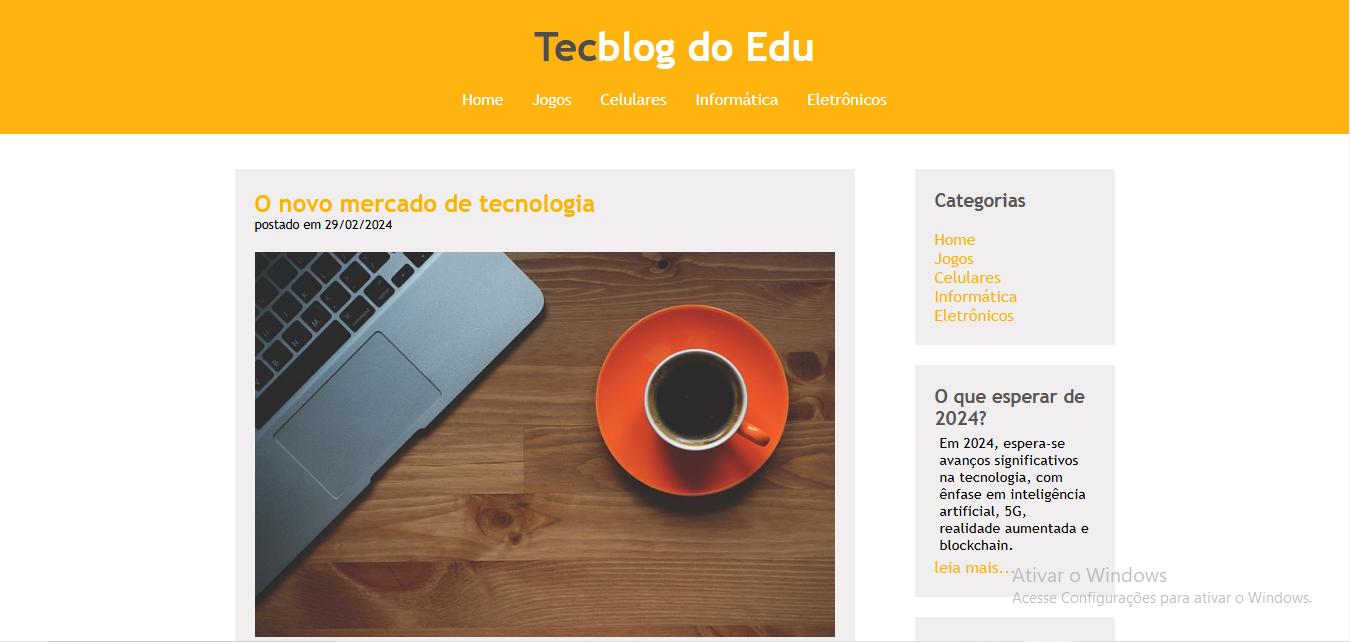 Tecblog do Edu
Home Jogos Celulares Informática Eletrônicos
O novo mercado de tecnologia
postado em 29/02/2024
Categorias
Home
Jogos
Celulares
Informática
Eletrônicos
O que esperar de
2024?
Em 2024, espera-se
avanços significativos
na tecnologia, com
ênfase em inteligência
artificial, 5G,
realidade aumentada e
blockchain.
leia mais...
Ativar o Windows
Acesse Configurações para ativar o Windows.